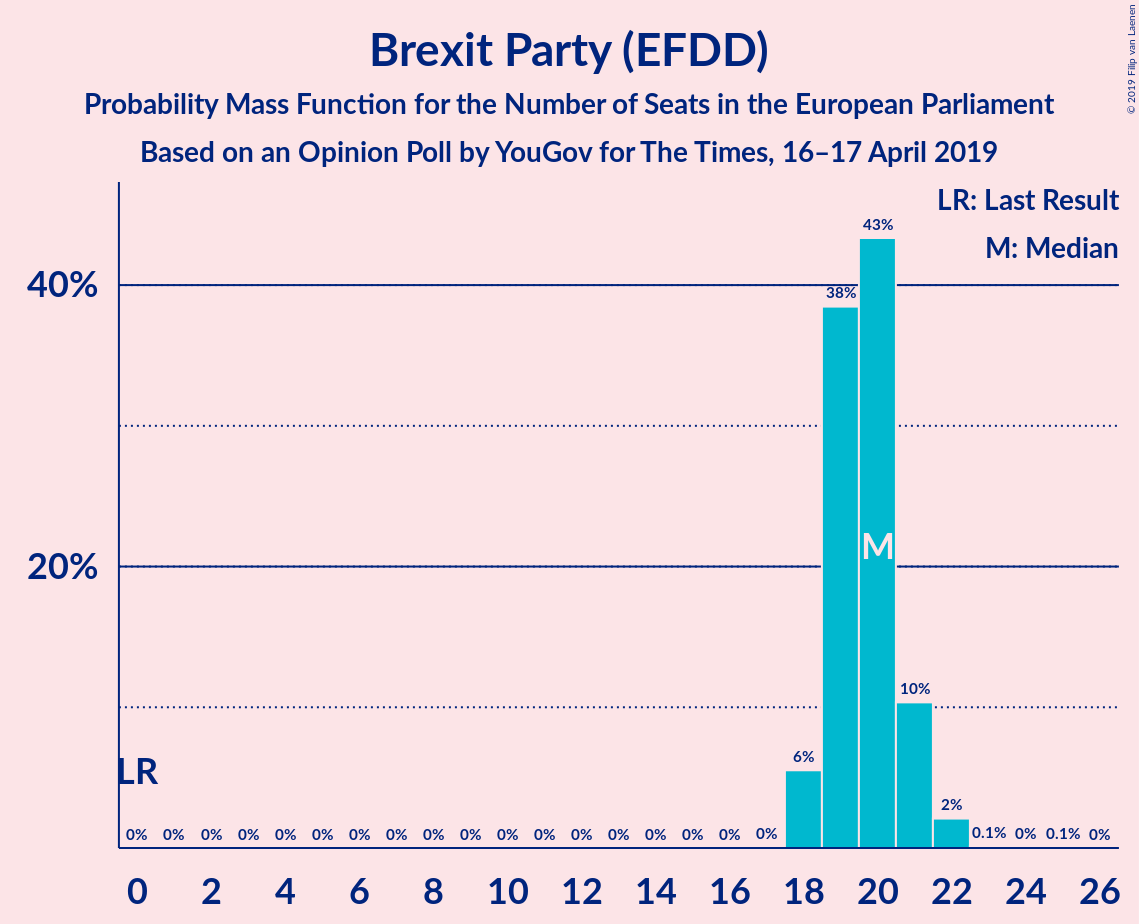 Brexit Party (EFDD)
Probability Mass Function for the Number of Seats in the European Parliament
Based on an Opinion Poll by YouGov for The Times, 16–17 April 2019
© 2019 Filip van Laenen
LR: Last Result
M: Median
43%
40%
38%
M
20%
10%
LR
6%
2%
0% 0% 0% 0% 0% 0% 0% 0% 0% 0% 0% 0% 0% 0% 0% 0% 0% 0% 0.1% 0% 0.1% 0%
0 2 4 6 8 10 12 14 16 18 20 22 24 26